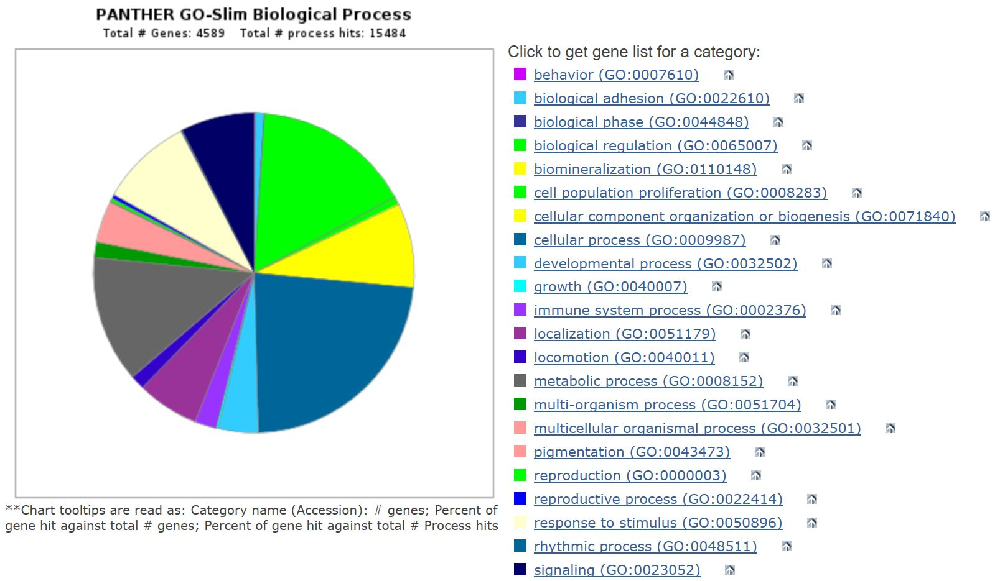 PANTHER GO-Slim Biological Process
Total # Genes: 4589 Total # process hits: 15484
Click to get gene list for a category:
behavior (GO:0007610)
biological adhesion (GO:0022610)
biological phase (GO:0044848)
biological regulation (GO:0065007)
biomineralization (GO:0110148)
cell population proliferation (GO:0008283)
cellular component organization or biogenesis (GO:0071840)
cellular process (GO:0009987)
developmental process (GO:0032502)
growth (GO:0040007)
immune system process (GO:0002376)
localization (GO:0051179)
locomotion (GO:0040011)
metabolic process (GO:0008152)
multi-organism process (GO:0051704)
multicellular organismal process (GO:0032501)
pigmentation (GO:0043473)
reproduction (GO:0000003)
reproductive process (GO:0022414)
response to stimulus (GO:0050896)
rhythmic process (GO:0048511)
signaling (GO:0023052)
**Chart tooltips are read as: Category name (Accession): # genes; Percent of
gene hit against total # genes; Percent of gene hit against total # Process hits